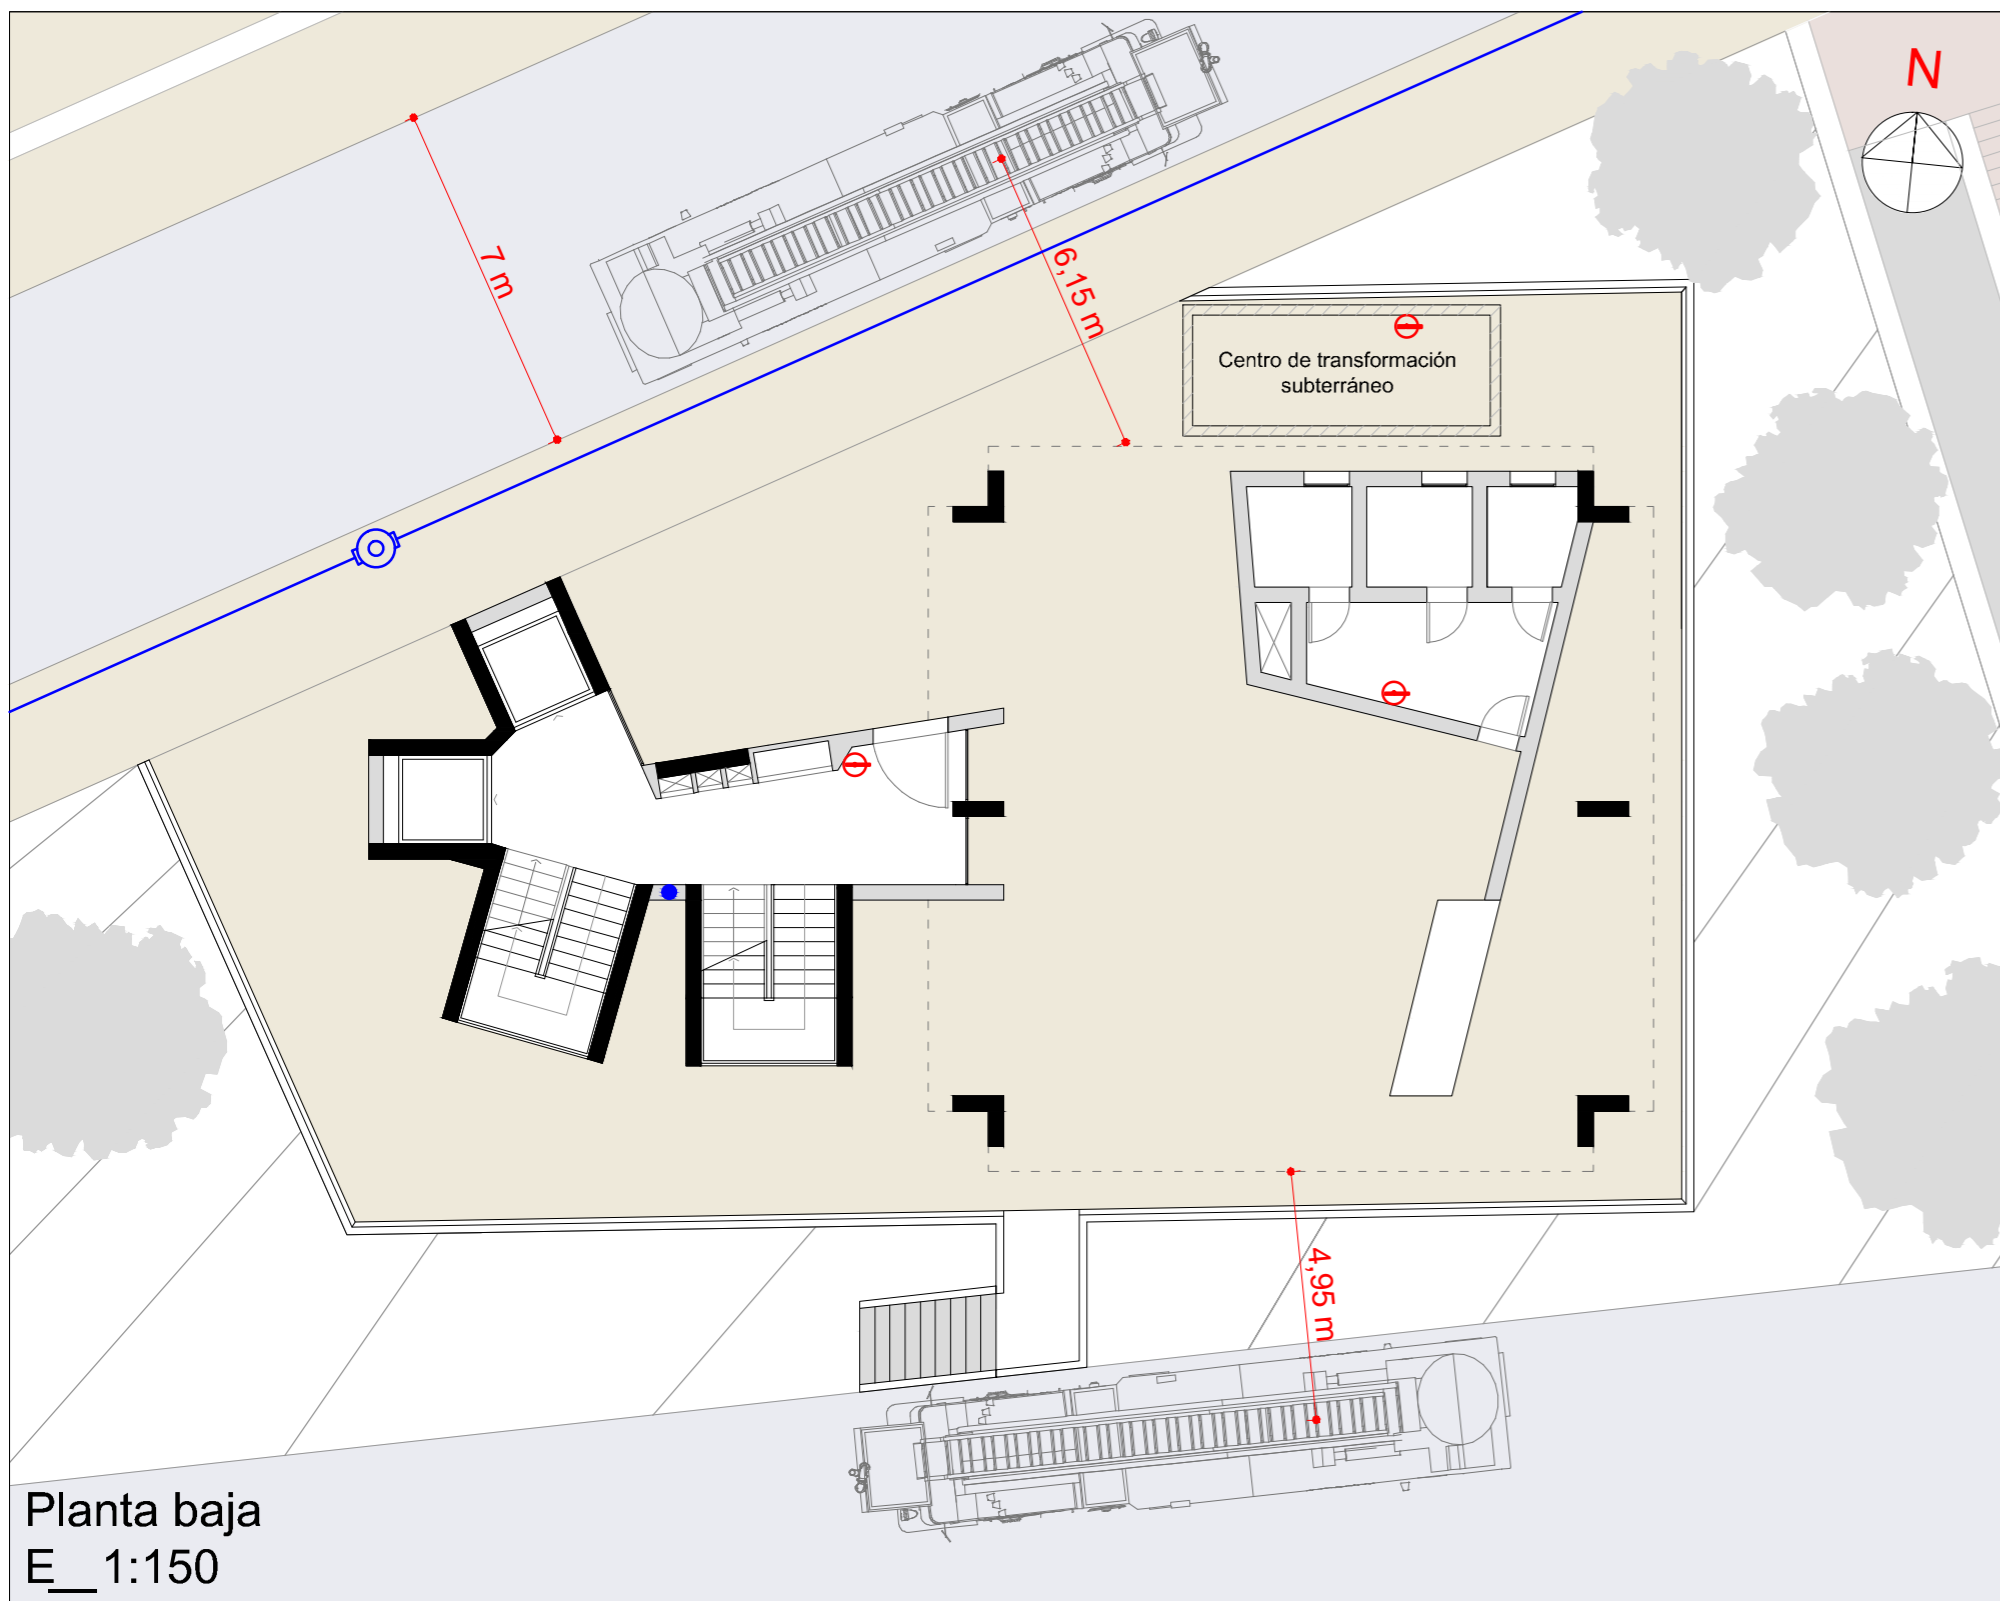 N
7 m
6,15 m
Centro de transformación
subterráneo
4,95 m
Planta baja
E__1:150